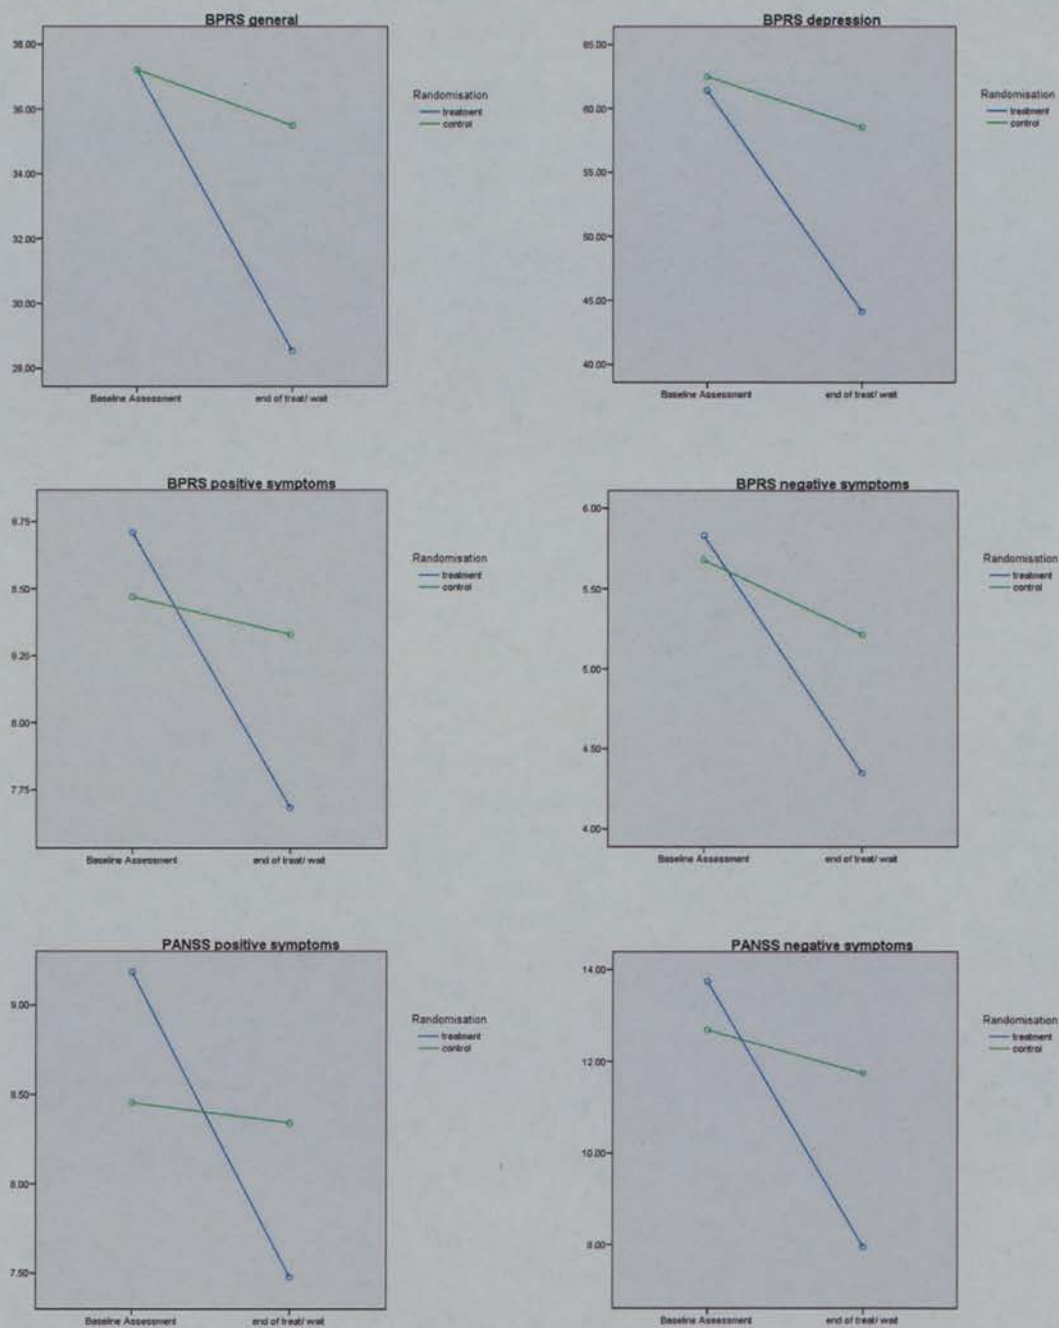 BPRS general
38.00
36.00
34.00
32.00
30.00
28.00
Baseline Assessment
end of treat/ wait
Randomisation
treatment
control
BPRS depression
65.00
60.00
55.00
50.00
45.00
40.00
Baseline Assessment
end of treat/ wait
Randomisation
treatment
control
BPRS positive symptoms
8.75
8.50
8.25
8.00
7.75
Baseline Assessment
end of treat/ wait
Randomisation
treatment
control
BPRS negative symptoms
6.00
5.50
5.00
4.50
4.00
Baseline Assessment
end of treat/ wait
Randomisation
treatment
control
PANSS positive symptoms
9.00
8.50
8.00
7.50
Baseline Assessment
end of treat/ wait
Randomisation
treatment
control
PANSS negative symptoms
14.00
12.00
10.00
8.00
Baseline Assessment
end of treat/ wait
Randomisation
treatment
control